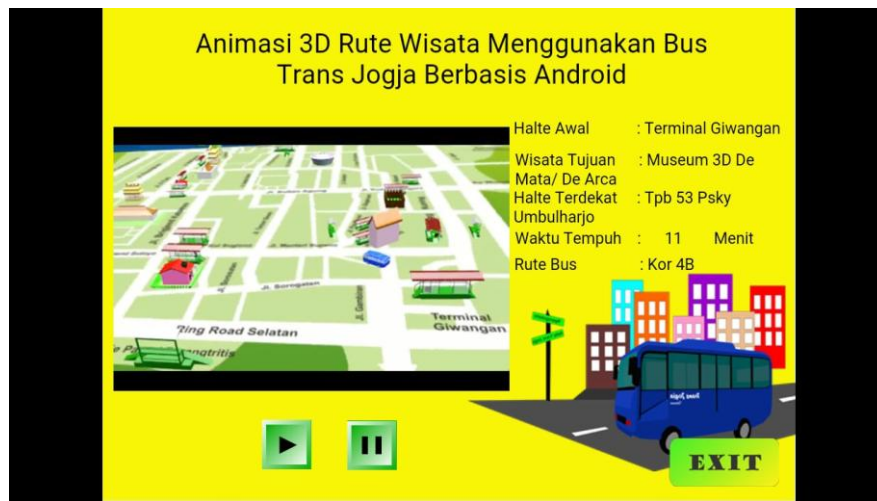 Animasi 3D Rute Wisata Menggunakan Bus
Trans Jogja Berbasis Android
Halte Awal : Terminal Giwangan
Wisata Tujuan : Museum 3D De
Mata/ De Arca
Halte Terdekat : Tpb 53 Psky
Umbulharjo
Waktu Tempuh : 11 Menit
Rute Bus : Kor 4B
Jl. Gambiran
Terminal
Giwangan
Ring Road Selatan
EXIT